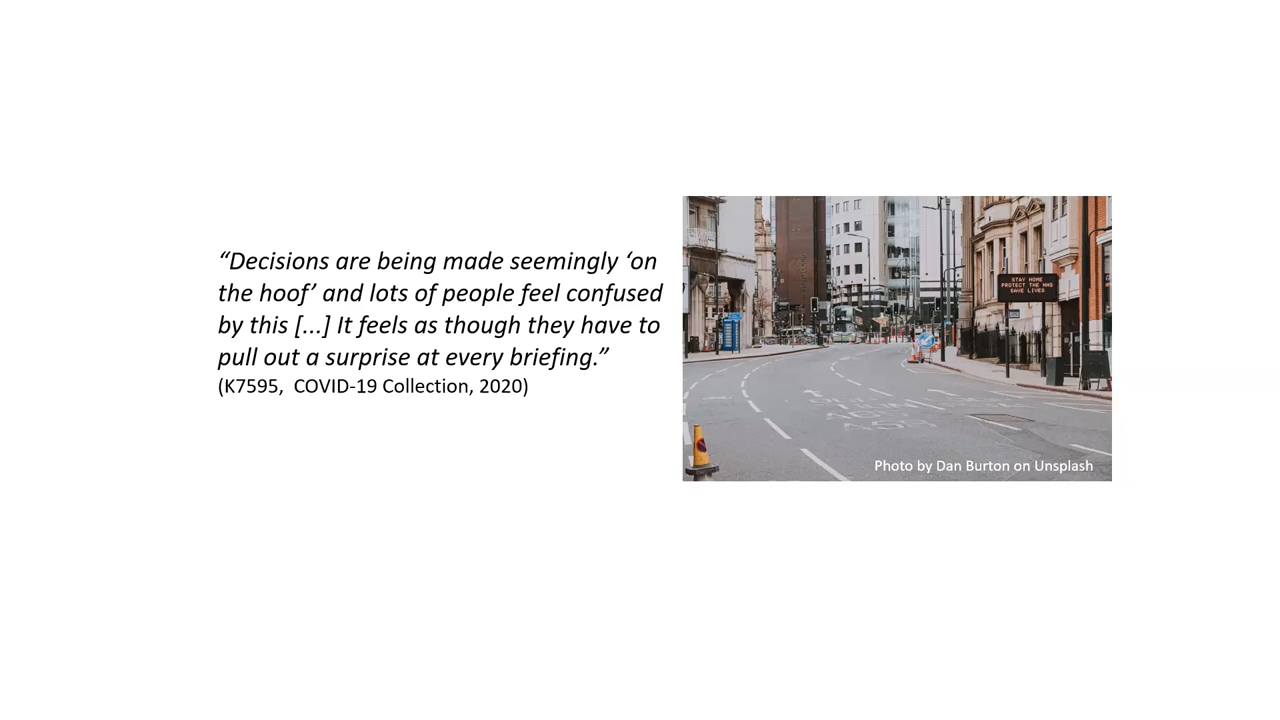 “Decisions are being made seemingly ‘on
the hoof’ and lots of people feel confused
by this [...] It feels as though they have to
pull out a surprise at every briefing.”
(K7595,  COVID-19 Collection, 2020)
STAY HOME
PROTECT THE NHS
SAVE LIVES
Photo by Dan Burton on Unsplash